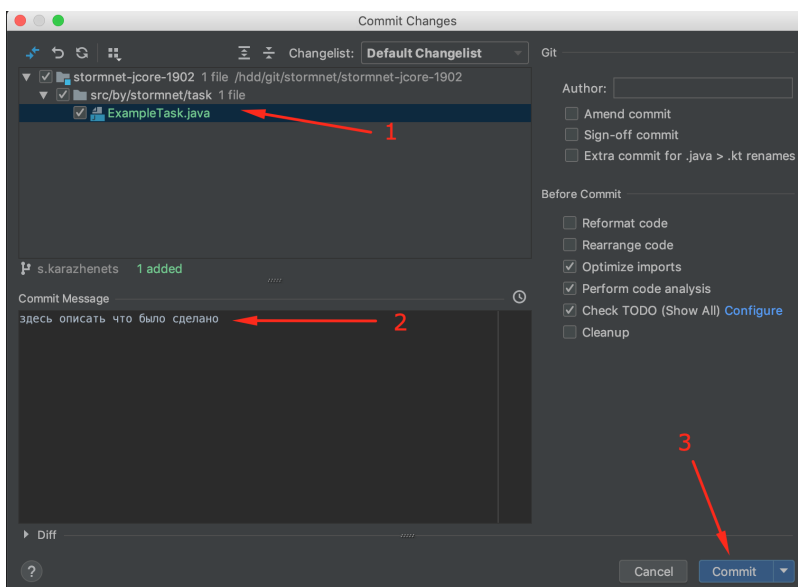 Commit Changes
Changelist: Default Changelist
stormnet-jcore-1902 1 file /hdd/git/stormnet/stormnet-jcore-1902
src/by/stormnet/task 1 file
ExampleTask.java
1
s.karazhenets 1 added
Commit Message
здесь описать что было сделано
2
Diff
?
Git
Author:
Amend commit
Sign-off commit
Extra commit for .java > .kt renames
Before Commit
Reformat code
Rearrange code
Optimize imports
Perform code analysis
Check TODO (Show All) Configure
Cleanup
3
Cancel
Commit